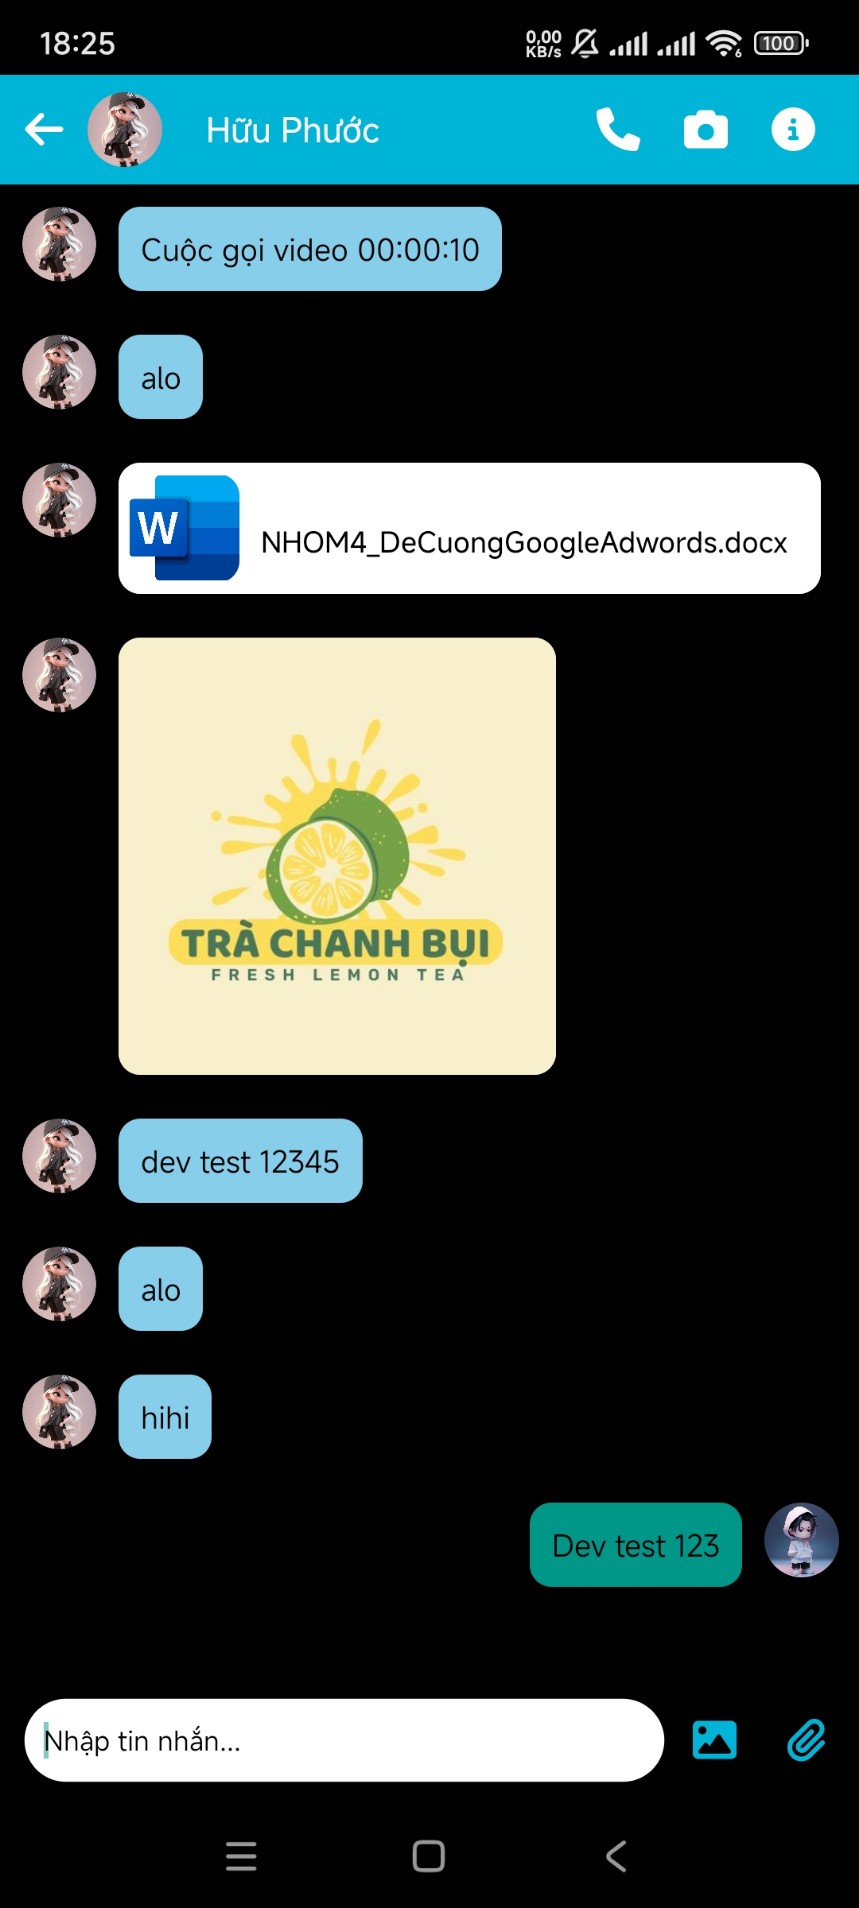 18:25
0,00
KB/s
6
100
Hữu Phước
Cuộc gọi video 00:00:10
alo
W
NHOM4_DeCuongGoogleAdwords.docx
TRÀ CHANH BỤI
FRESH LEMON TEA
dev test 12345
alo
hihi
Dev test 123
Nhập tin nhắn...